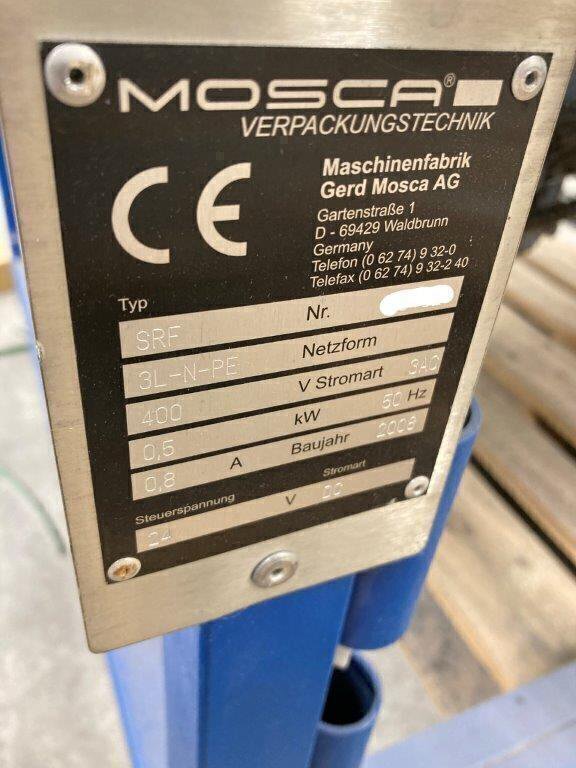 MOSCA®
VERPACKUNGSTECHNIK
CE
Maschinenfabrik
Gerd Mosca AG
Gartenstraße 1
D - 69429 Waldbrunn
Germany
Telefon (0 62 74) 9 32-0
Telefax (0 62 74) 9 32-2 40
Typ
SRF Nr.
3L-N-PE Netzform
400 V Stromart 3AC
0,5 kW 50 Hz
0,8 A Baujahr 2008
Steuerspannung Stromart
24 V DC